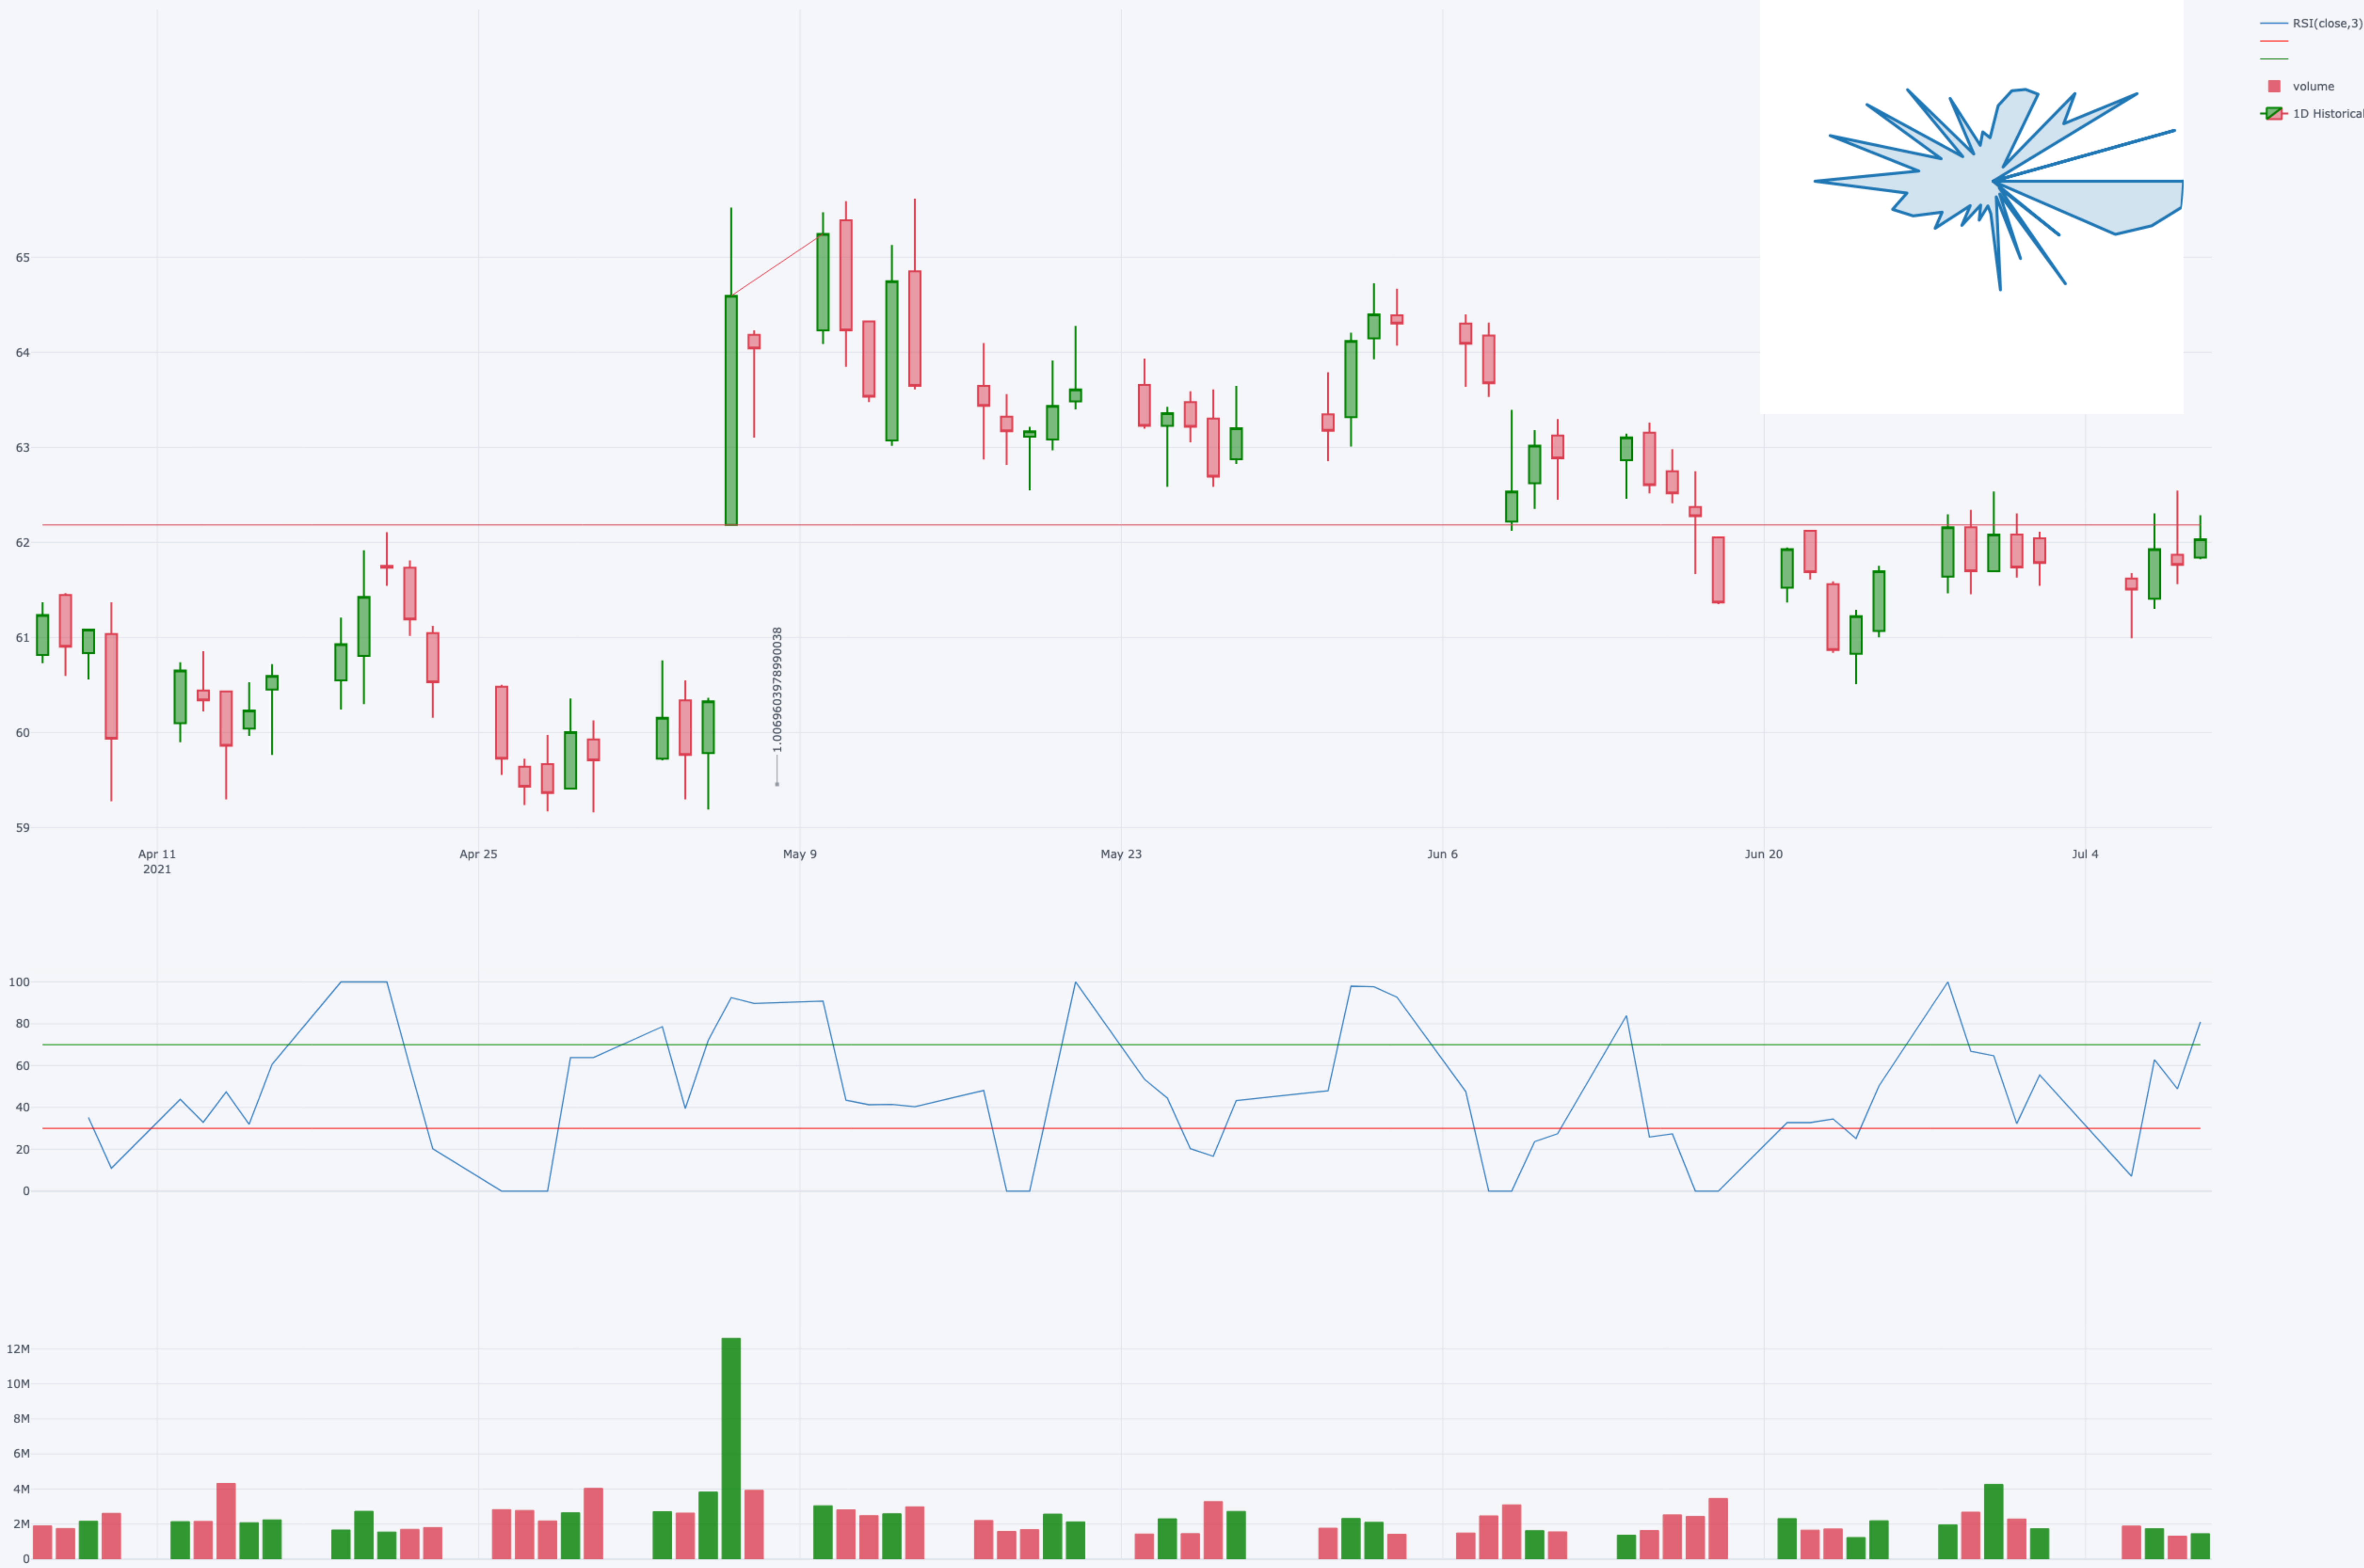 RSI(close,3)
volume
1D Historical
65
64
63
62
61
60
59
1.0069603978990038
Apr 11
2021
Apr 25
May 9
May 23
Jun 6
Jun 20
Jul 4
100
80
60
40
20
0
12M
10M
8M
6M
4M
2M
0